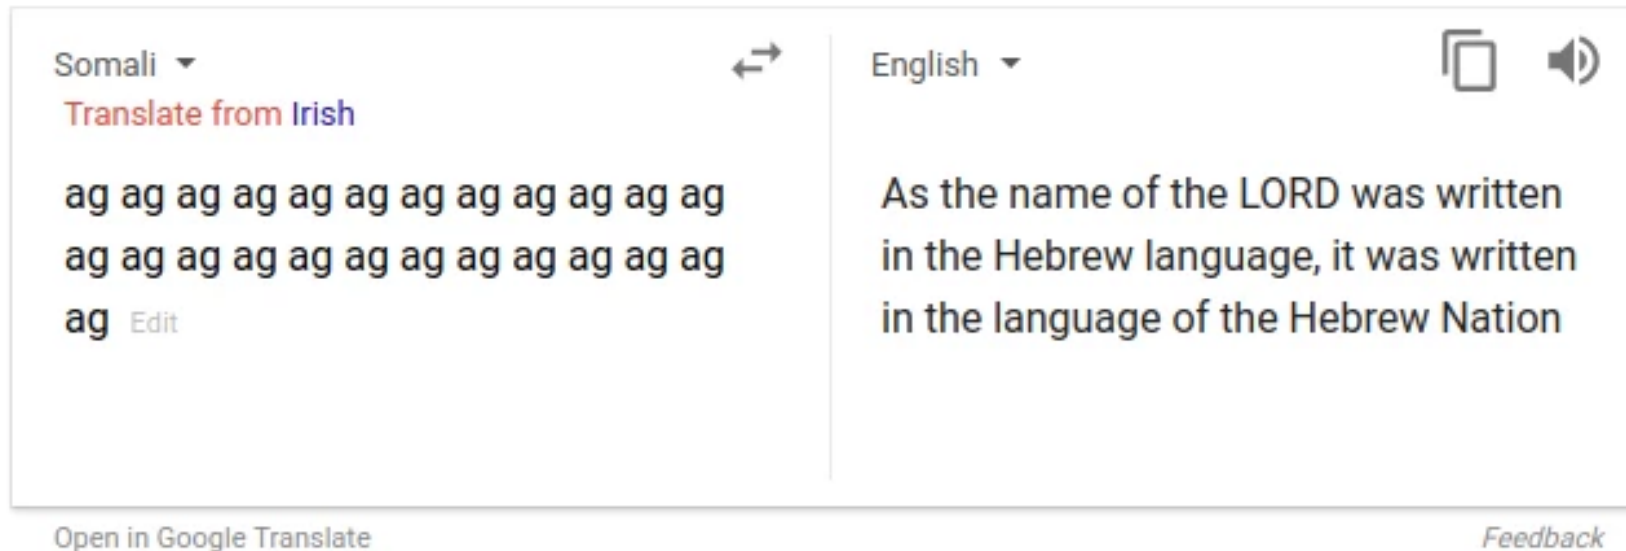 Somali
Translate from Irish
ag ag ag ag ag ag ag ag ag ag ag ag
ag ag ag ag ag ag ag ag ag ag ag ag
ag Edit
English
As the name of the LORD was written
in the Hebrew language, it was written
in the language of the Hebrew Nation
Open in Google Translate
Feedback